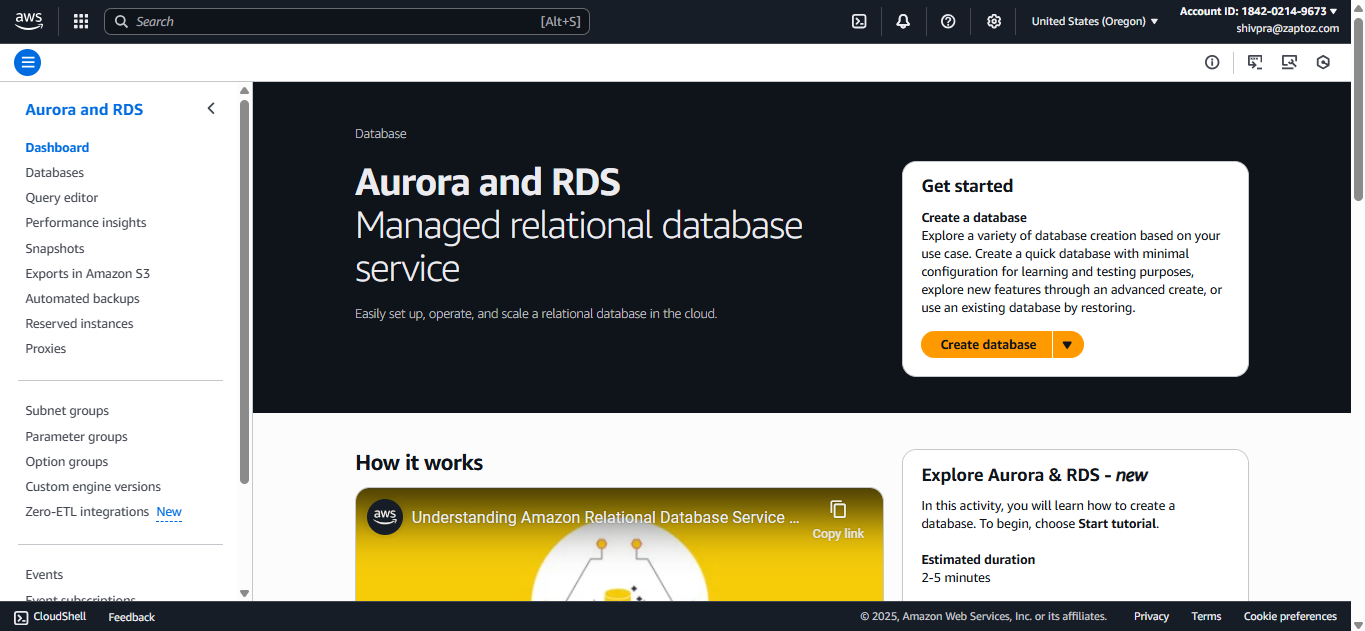 aws
Search
[Alt+S]
United States (Oregon)
Account ID: 1842-0214-9673
shivpra@zaptoz.com
Aurora and RDS
Dashboard
Databases
Query editor
Performance insights
Snapshots
Exports in Amazon S3
Automated backups
Reserved instances
Proxies
Subnet groups
Parameter groups
Option groups
Custom engine versions
Zero-ETL integrations New
Events
Event subscriptions
Database
Aurora and RDS
Managed relational database
service
Easily set up, operate, and scale a relational database in the cloud.
Get started
Create a database
Explore a variety of database creation based on your
use case. Create a quick database with minimal
configuration for learning and testing purposes,
explore new features through an advanced create, or
use an existing database by restoring.
Create database
How it works
aws
Understanding Amazon Relational Database Service ...
Copy link
Explore Aurora & RDS - new
In this activity, you will learn how to create a
database. To begin, choose Start tutorial.
Estimated duration
2-5 minutes
CloudShell
Feedback
© 2025, Amazon Web Services, Inc. or its affiliates.
Privacy
Terms
Cookie preferences